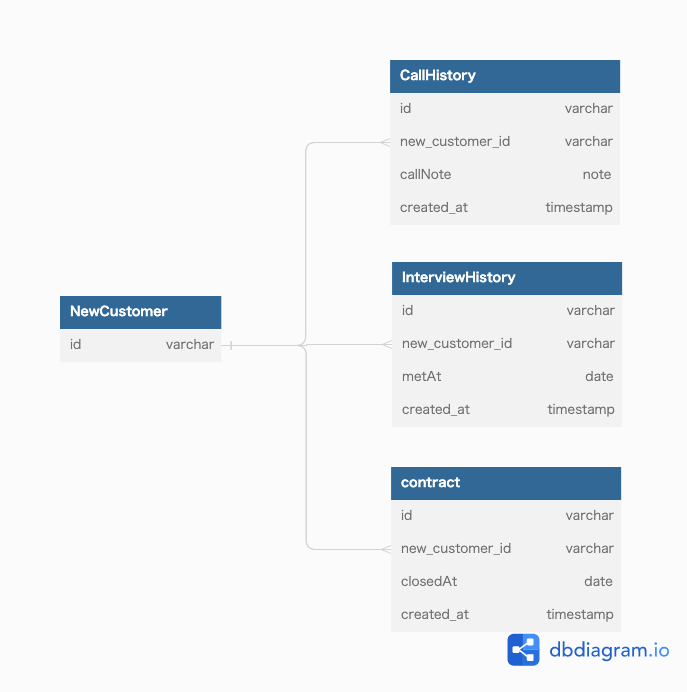 CallHistory
id varchar
new_customer_id varchar
callNote note
created_at timestamp
InterviewHistory
id varchar
new_customer_id varchar
metAt date
created_at timestamp
NewCustomer
id varchar
contract
id varchar
new_customer_id varchar
closedAt date
created_at timestamp
dbdiagram.io